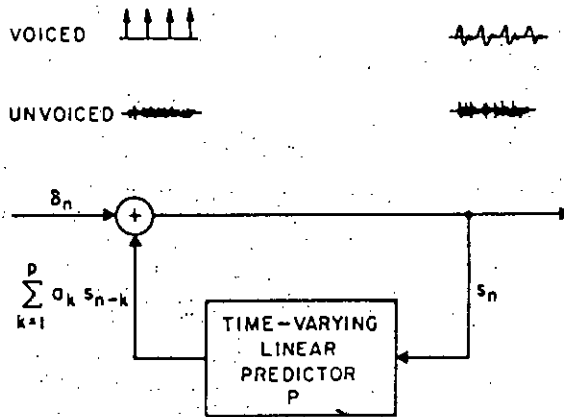 VOICED
UNVOICED
δn
+
p
∑ ak sn-k
k=1
sn
TIME-VARYING
LINEAR
PREDICTOR
P